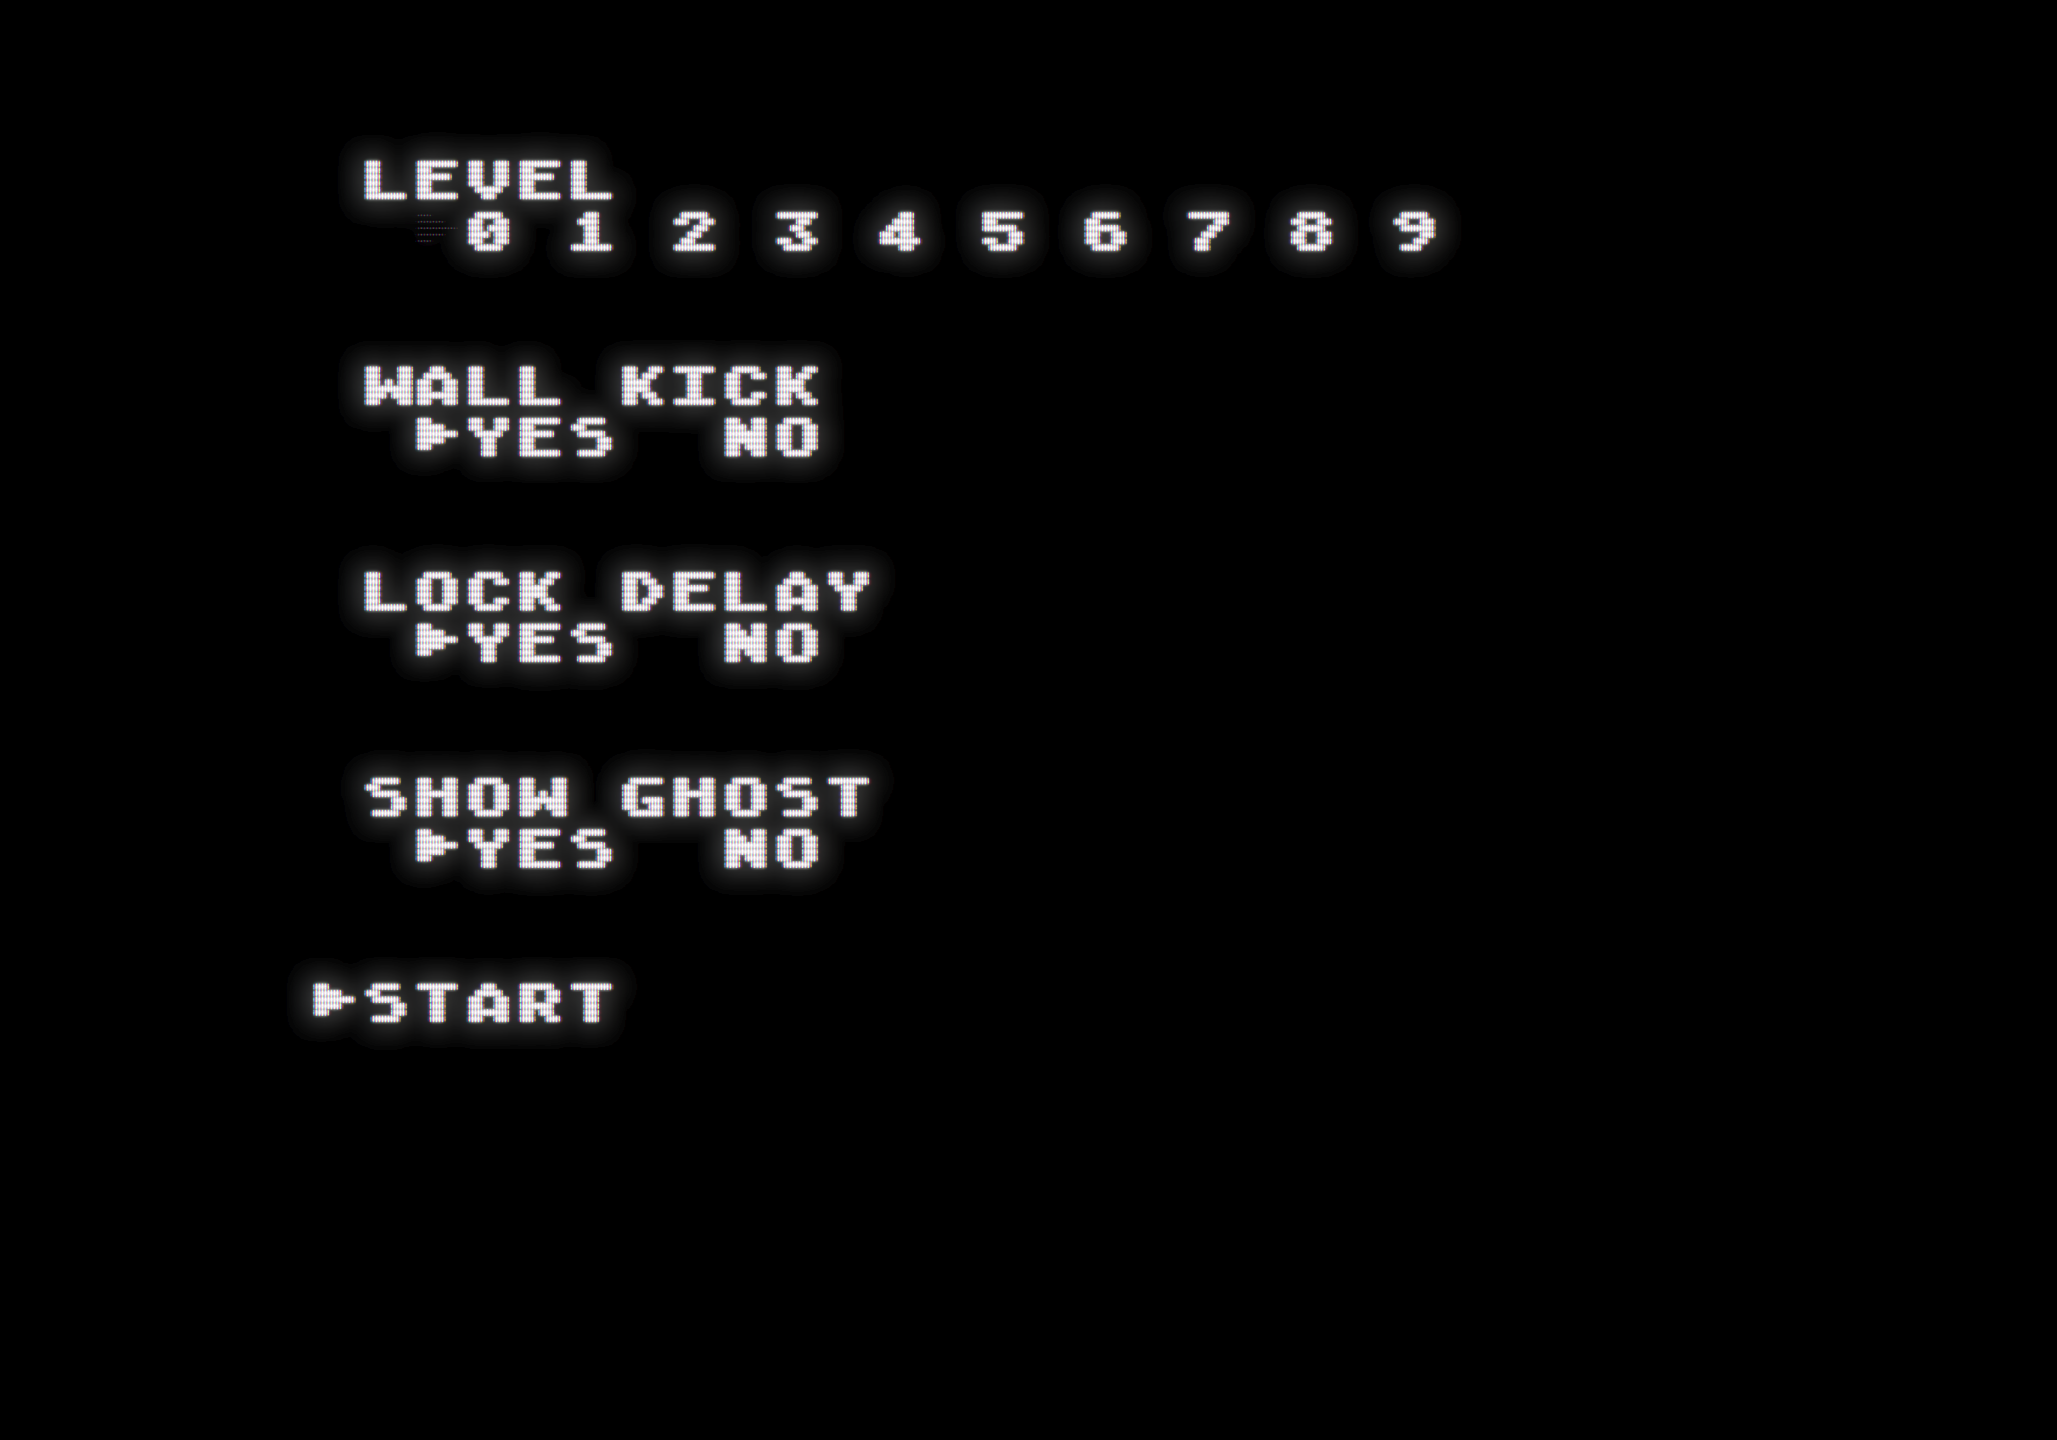 LEVEL
►0 1 2 3 4 5 6 7 8 9
WALL KICK
►YES NO
LOCK DELAY
►YES NO
SHOW GHOST
►YES NO
►START